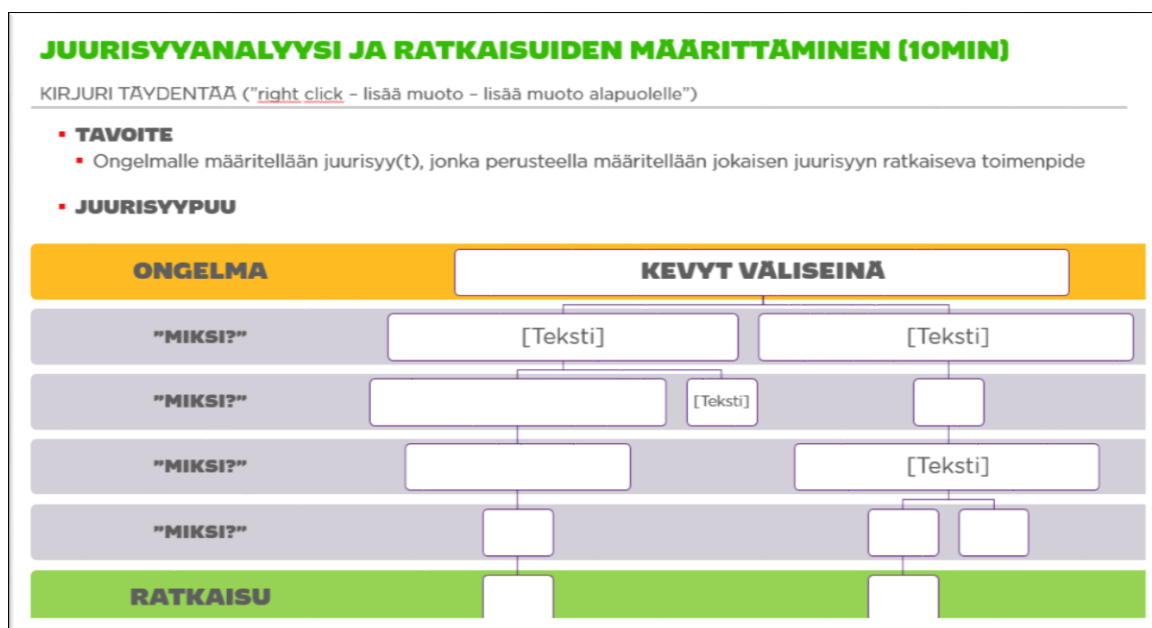 JUURISYYANALYYSI JA RATKAISUIDEN MÄÄRITTÄMINEN (10MIN)
KIRJURI TÄYDENTÄÄ ("right click – lisää muoto – lisää muoto alapuolelle")
TAVOITE
Ongelmalle määritellään juurisyy(t), jonka perusteella määritellään jokaisen juurisyyn ratkaiseva toimenpide
JUURISYYPUU
ONGELMA KEVYT VÄLISEINÄ
"MIKSI?" [Teksti] [Teksti]
"MIKSI?" [Teksti]
"MIKSI?" [Teksti]
"MIKSI?"
RATKAISU